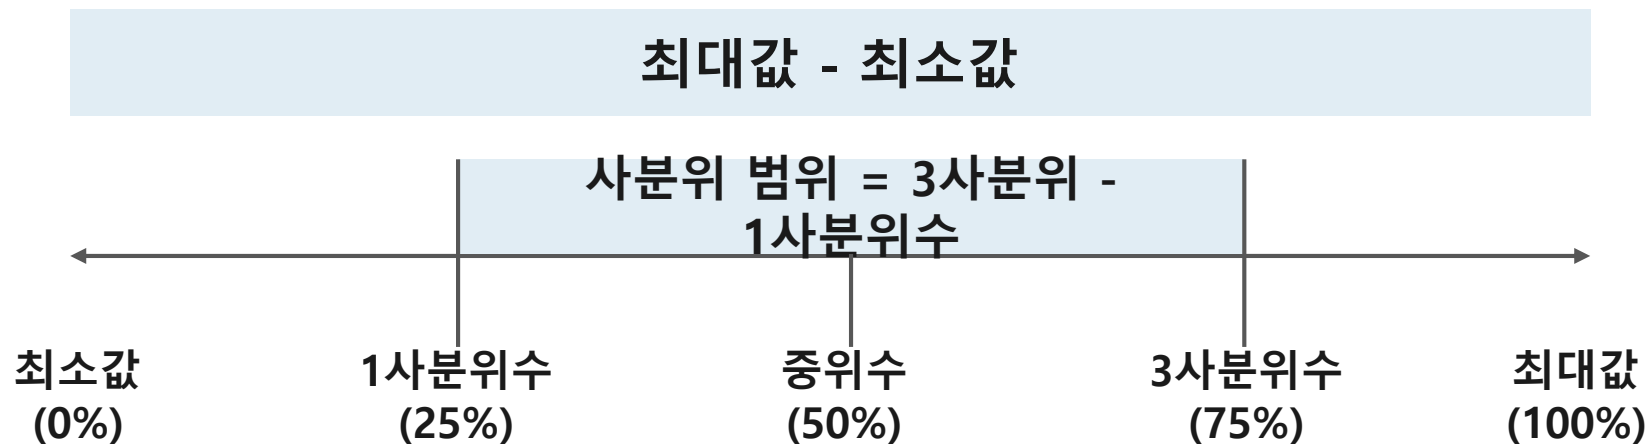 최대값 - 최소값
사분위 범위 = 3사분위 -
1사분위수
최소값 1사분위수 중위수 3사분위수 최대값
(0%) (25%) (50%) (75%) (100%)